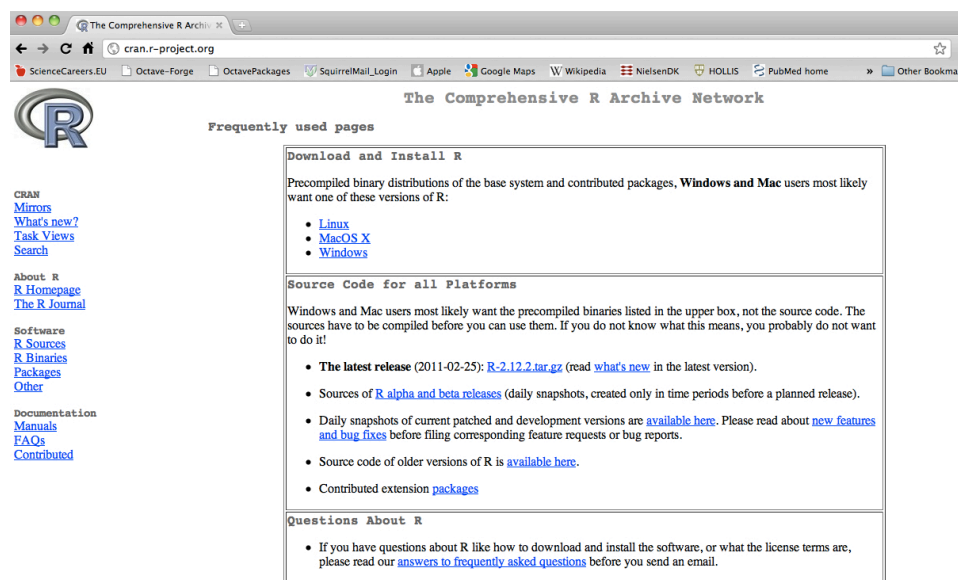 The Comprehensive R Archiv
cran.r-project.org
ScienceCareers.EU Octave-Forge OctavePackages SquirrelMail_Login Apple Google Maps Wikipedia NielsenDK HOLLIS PubMed home » Other Bookma
R
The Comprehensive R Archive Network
Frequently used pages
CRAN
Mirrors
What's new?
Task Views
Search
About R
R Homepage
The R Journal
Software
R Sources
R Binaries
Packages
Other
Documentation
Manuals
FAQs
Contributed
Download and Install R
Precompiled binary distributions of the base system and contributed packages, Windows and Mac users most likely
want one of these versions of R:
• Linux
• MacOS X
• Windows
Source Code for all Platforms
Windows and Mac users most likely want the precompiled binaries listed in the upper box, not the source code. The
sources have to be compiled before you can use them. If you do not know what this means, you probably do not want
to do it!
• The latest release (2011-02-25): R-2.12.2.tar.gz (read what's new in the latest version).
• Sources of R alpha and beta releases (daily snapshots, created only in time periods before a planned release).
• Daily snapshots of current patched and development versions are available here. Please read about new features
and bug fixes before filing corresponding feature requests or bug reports.
• Source code of older versions of R is available here.
• Contributed extension packages
Questions About R
• If you have questions about R like how to download and install the software, or what the license terms are,
please read our answers to frequently asked questions before you send an email.